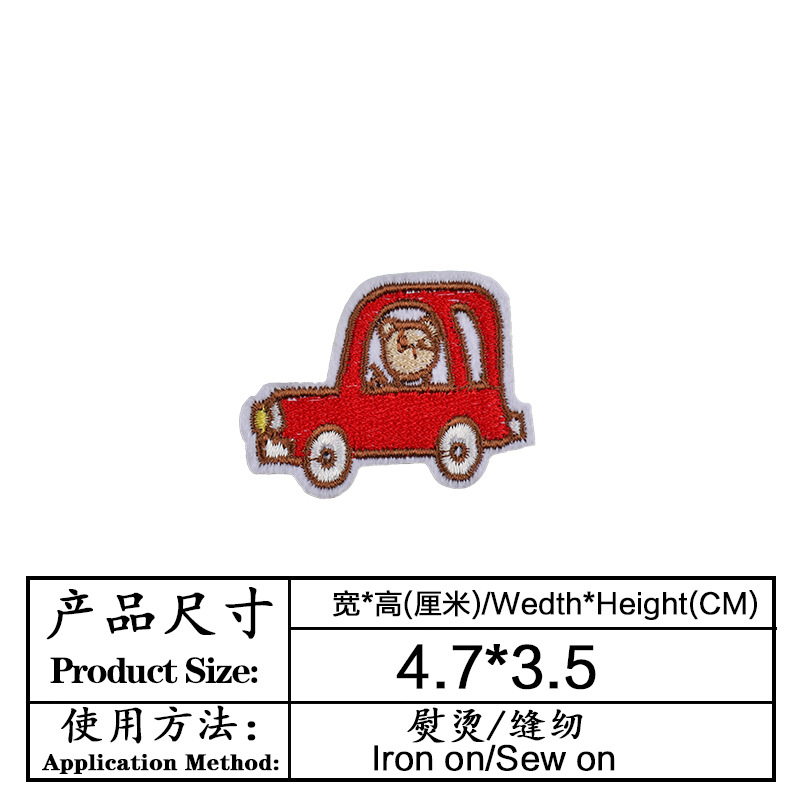 产品尺寸
Product Size:
宽*高(厘米)/Wedth*Height(CM)
4.7*3.5
使用方法：
Application Method:
熨烫/缝纫
Iron on/Sew on